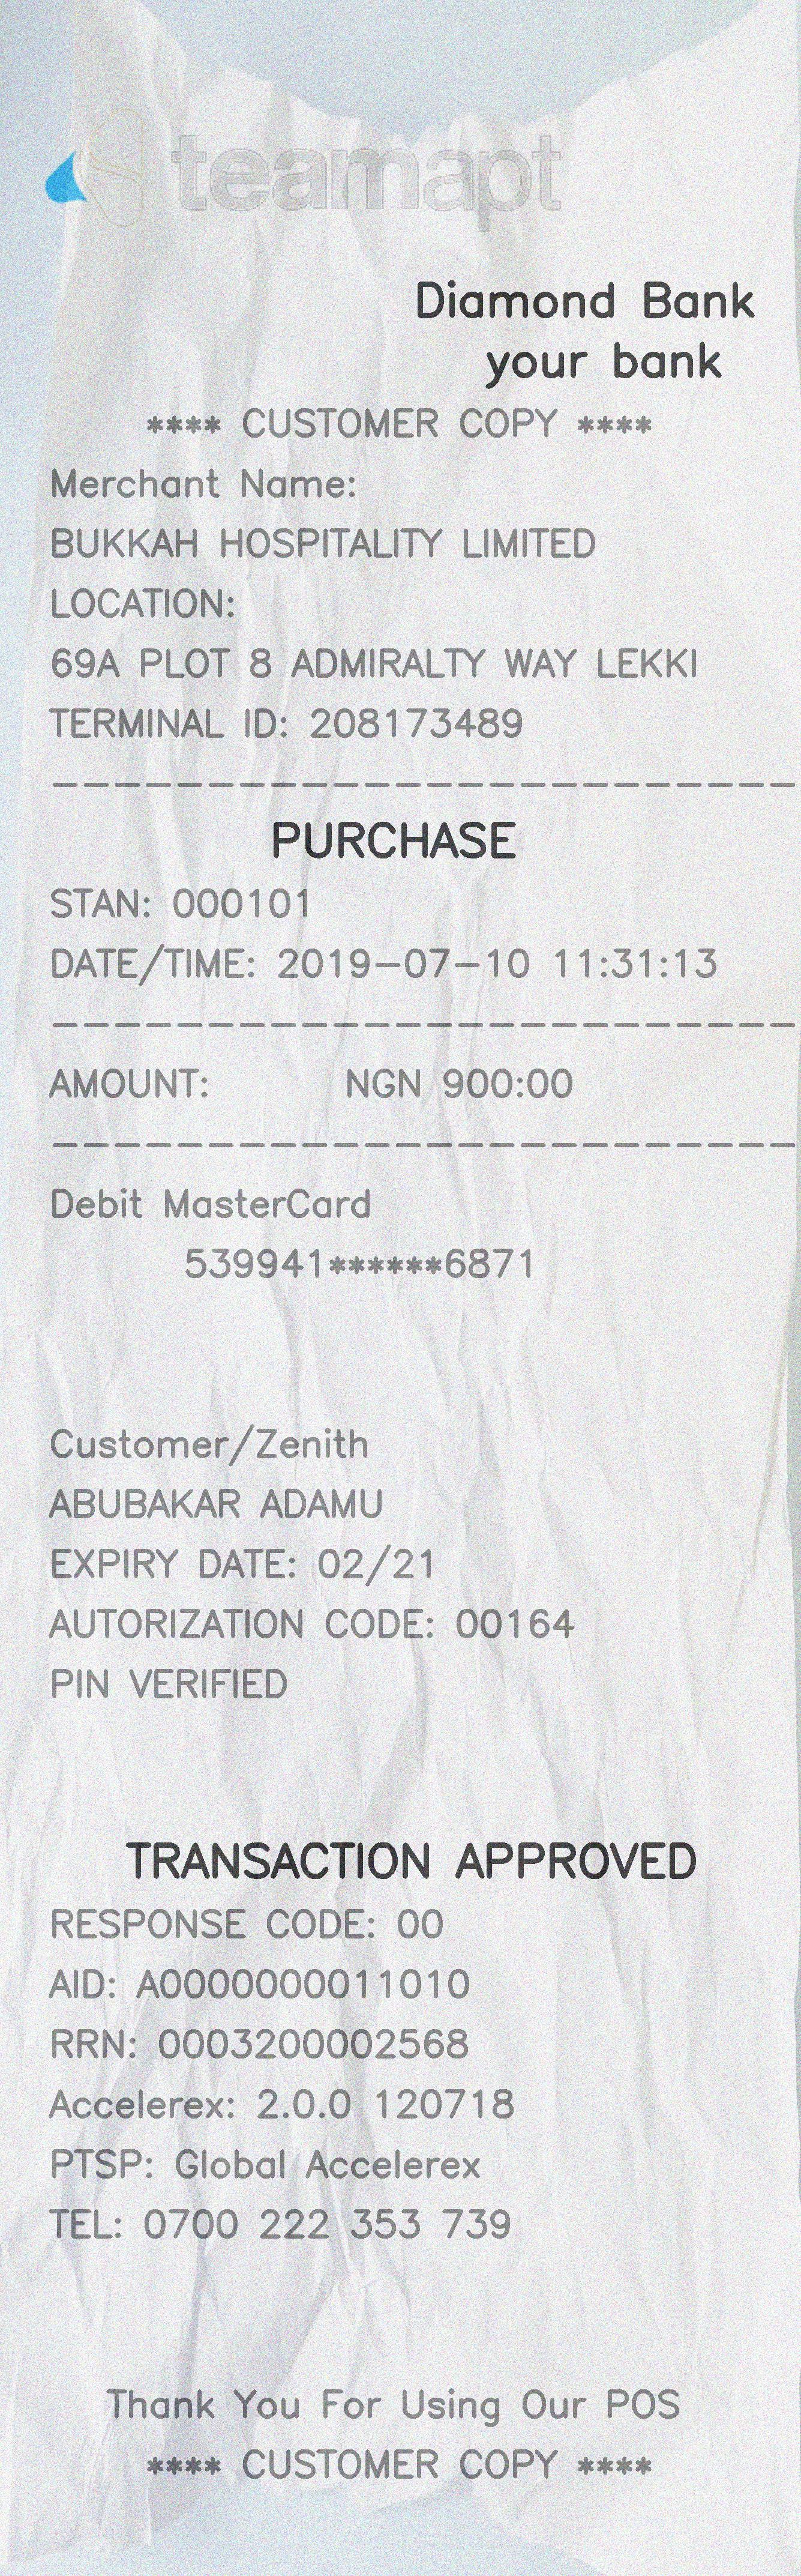 teamapt
Diamond Bank
your bank
**** CUSTOMER COPY ****
Merchant Name:
BUKKAH HOSPITALITY LIMITED
LOCATION:
69A PLOT 8 ADMIRALTY WAY LEKKI
TERMINAL ID: 208173489
------------------------
PURCHASE
STAN: 000101
DATE/TIME: 2019-07-10 11:31:13
------------------------
AMOUNT: NGN 900:00
------------------------
Debit MasterCard
539941******6871
Customer/Zenith
ABUBAKAR ADAMU
EXPIRY DATE: 02/21
AUTORIZATION CODE: 00164
PIN VERIFIED
TRANSACTION APPROVED
RESPONSE CODE: 00
AID: A0000000011010
RRN: 0003200002568
Accelerex: 2.0.0 120718
PTSP: Global Accelerex
TEL: 0700 222 353 739
Thank You For Using Our POS
**** CUSTOMER COPY ****